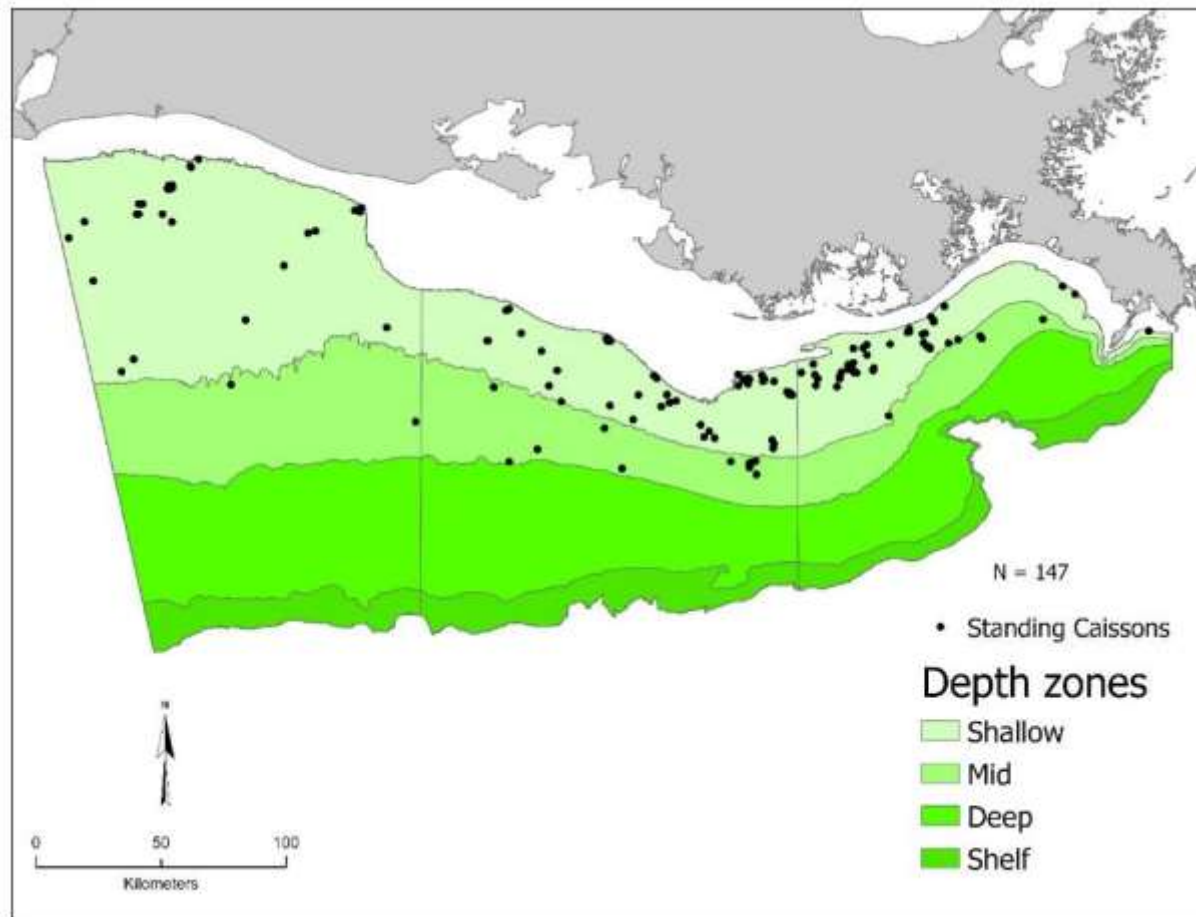 N = 147
Standing Caissons
Depth zones
Shallow
Mid
Deep
Shelf
N
0 50 100
Kilometers